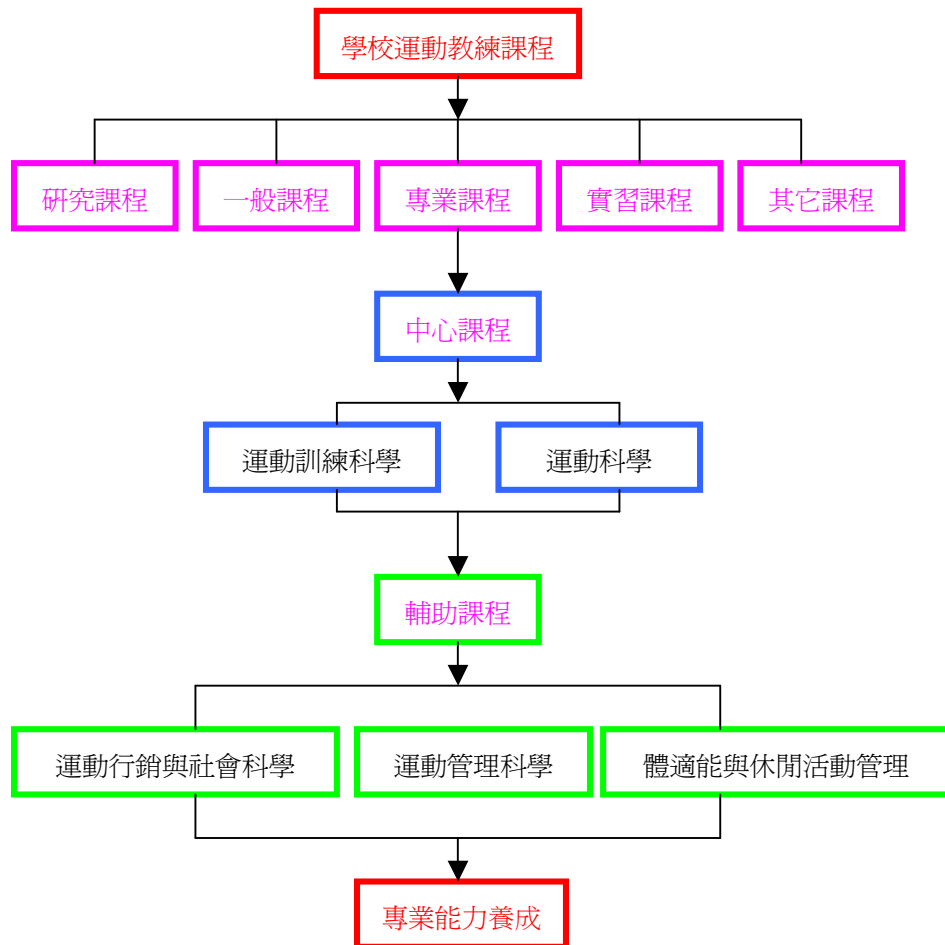 學校運動教練課程
研究課程
一般課程
專業課程
實習課程
其它課程
中心課程
運動訓練科學
運動科學
輔助課程
運動行銷與社會科學
運動管理科學
體適能與休閒活動管理
專業能力養成